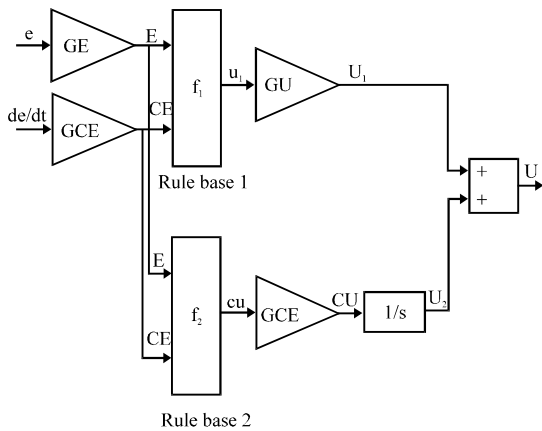 e
GE
E
de/dt
GCE
CE
f₁
u₁
GU
U₁
Rule base 1
+
+
U
E
CE
f₂
cu
GCE
CU
1/s
U₂
Rule base 2